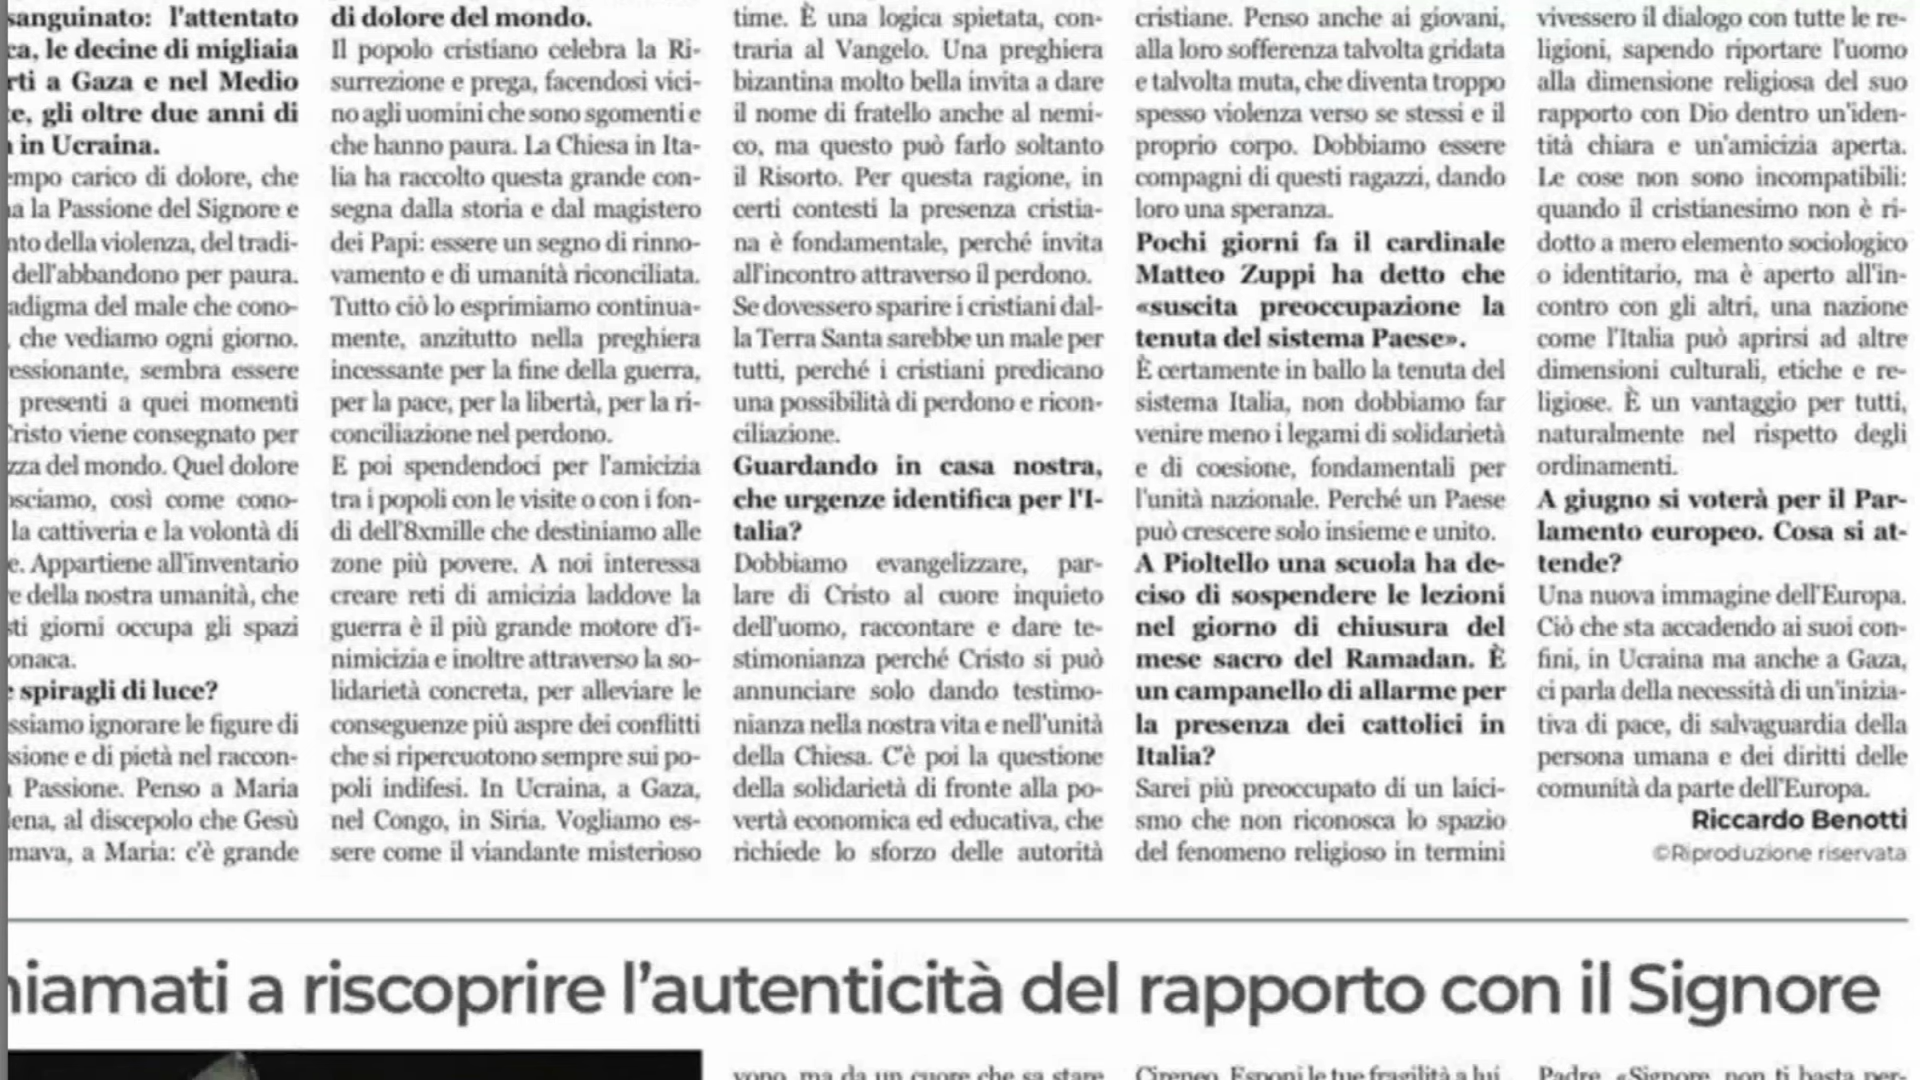 sanguinato: l'attentato
ca, le decine di migliaia
rti a Gaza e nel Medio
e, gli oltre due anni di
in Ucraina.
empo carico di dolore, che
na la Passione del Signore e
nto della violenza, del tradi-
dell'abbandono per paura.
adigma del male che cono-
, che vediamo ogni giorno.
essionante, sembra essere
presenti a quei momenti
Cristo viene consegnato per
zza del mondo. Quel dolore
osciamo, così come cono-
la cattiveria e la volontà di
e. Appartiene all'inventario
e della nostra umanità, che
sti giorni occupa gli spazi
onaca.
e spiragli di luce?
ssiamo ignorare le figure di
ssione e di pietà nel raccon-
Passione. Penso a Maria
lena, al discepolo che Gesù
mava, a Maria: c'è grande
di dolore del mondo.
Il popolo cristiano celebra la Ri-
surrezione e prega, facendosi vici-
no agli uomini che sono sgomenti e
che hanno paura. La Chiesa in Ita-
lia ha raccolto questa grande con-
segna dalla storia e dal magistero
dei Papi: essere un segno di rinno-
vamento e di umanità riconciliata.
Tutto ciò lo esprimiamo continua-
mente, anzitutto nella preghiera
incessante per la fine della guerra,
per la pace, per la libertà, per la ri-
conciliazione nel perdono.
E poi spendendoci per l'amicizia
tra i popoli con le visite o con i fon-
di dell'8xmille che destiniamo alle
zone più povere. A noi interessa
creare reti di amicizia laddove la
guerra è il più grande motore d'i-
nimicizia e inoltre attraverso la so-
lidarietà concreta, per alleviare le
conseguenze più aspre dei conflitti
che si ripercuotono sempre sui po-
poli indifesi. In Ucraina, a Gaza,
nel Congo, in Siria. Vogliamo es-
sere come il viandante misterioso
time. È una logica spietata, con-
traria al Vangelo. Una preghiera
bizantina molto bella invita a dare
il nome di fratello anche al nemi-
co, ma questo può farlo soltanto
il Risorto. Per questa ragione, in
certi contesti la presenza cristia-
na è fondamentale, perché invita
all'incontro attraverso il perdono.
Se dovessero sparire i cristiani dal-
la Terra Santa sarebbe un male per
tutti, perché i cristiani predicano
una possibilità di perdono e ricon-
ciliazione.
Guardando in casa nostra,
che urgenze identifica per l'I-
talia?
Dobbiamo evangelizzare, par-
lare di Cristo al cuore inquieto
dell'uomo, raccontare e dare te-
stimonianza perché Cristo si può
annunciare solo dando testimo-
nianza nella nostra vita e nell'unità
della Chiesa. C'è poi la questione
della solidarietà di fronte alla po-
vertà economica ed educativa, che
richiede lo sforzo delle autorità
cristiane. Penso anche ai giovani,
alla loro sofferenza talvolta gridata
e talvolta muta, che diventa troppo
spesso violenza verso se stessi e il
proprio corpo. Dobbiamo essere
compagni di questi ragazzi, dando
loro una speranza.
Pochi giorni fa il cardinale
Matteo Zuppi ha detto che
«suscita preoccupazione la
tenuta del sistema Paese».
È certamente in ballo la tenuta del
sistema Italia, non dobbiamo far
venire meno i legami di solidarietà
e di coesione, fondamentali per
l'unità nazionale. Perché un Paese
può crescere solo insieme e unito.
A Pioltello una scuola ha de-
ciso di sospendere le lezioni
nel giorno di chiusura del
mese sacro del Ramadan. È
un campanello di allarme per
la presenza dei cattolici in
Italia?
Sarei più preoccupato di un laici-
smo che non riconosca lo spazio
del fenomeno religioso in termini
vivessero il dialogo con tutte le re-
ligioni, sapendo riportare l'uomo
alla dimensione religiosa del suo
rapporto con Dio dentro un'iden-
tità chiara e un'amicizia aperta.
Le cose non sono incompatibili:
quando il cristianesimo non è ri-
dotto a mero elemento sociologico
o identitario, ma è aperto all'in-
contro con gli altri, una nazione
come l'Italia può aprirsi ad altre
dimensioni culturali, etiche e re-
ligiose. È un vantaggio per tutti,
naturalmente nel rispetto degli
ordinamenti.
A giugno si voterà per il Par-
lamento europeo. Cosa si at-
tende?
Una nuova immagine dell'Europa.
Ciò che sta accadendo ai suoi con-
fini, in Ucraina ma anche a Gaza,
ci parla della necessità di un'inizia-
tiva di pace, di salvaguardia della
persona umana e dei diritti delle
comunità da parte dell'Europa.
Riccardo Benotti
©Riproduzione riservata
hiamati a riscoprire l'autenticità del rapporto con il Signore
vono, ma da un cuore che sa stare
Cireneo. Esponi le tue fragilità a lui,
Padre. «Signore, non ti basta per-